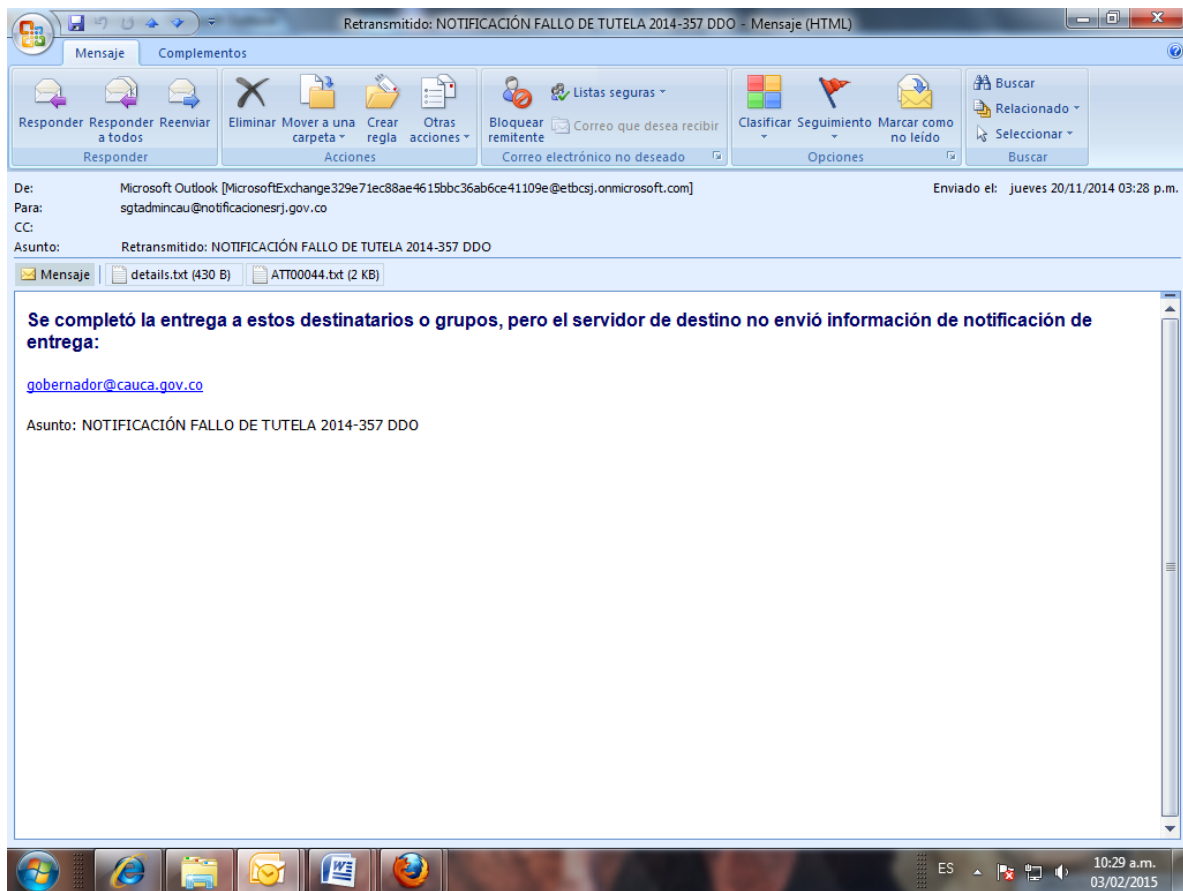 Retransmitido: NOTIFICACIÓN FALLO DE TUTELA 2014-357 DDO - Mensaje (HTML)
Mensaje Complementos
Responder Responder a todos Reenviar
Eliminar Mover a una carpeta Crear regla Otras acciones
Bloquear remitente Listas seguras Correo que desea recibir
Clasificar Seguimiento Marcar como no leído
Buscar
Relacionado
Seleccionar
Responder Acciones Correo electrónico no deseado Opciones Buscar
De: Microsoft Outlook [MicrosoftExchange329e71ec88ae4615bbc36ab6ce41109e@etbcsj.onmicrosoft.com] Enviado el: jueves 20/11/2014 03:28 p.m.
Para: sgtadmincau@notificacionesrj.gov.co
CC:
Asunto: Retransmitido: NOTIFICACIÓN FALLO DE TUTELA 2014-357 DDO
Mensaje details.txt (430 B) ATT00044.txt (2 KB)
Se completó la entrega a estos destinatarios o grupos, pero el servidor de destino no envió información de notificación de
entrega:
gobernador@cauca.gov.co
Asunto: NOTIFICACIÓN FALLO DE TUTELA 2014-357 DDO
ES 10:29 a.m.
03/02/2015